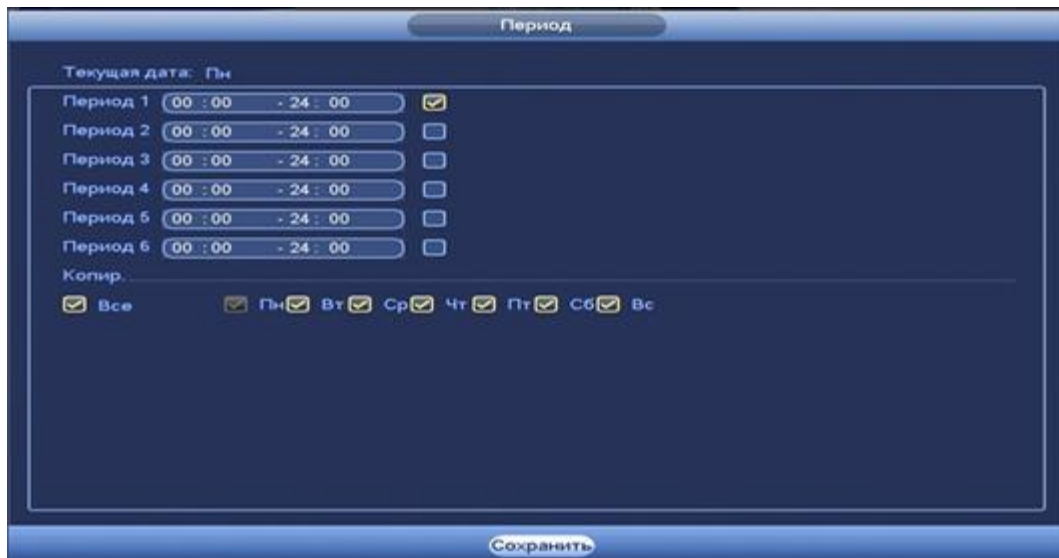 Период
Текущая дата: Пн
Период 1 00 : 00 - 24 : 00
Период 2 00 : 00 - 24 : 00
Период 3 00 : 00 - 24 : 00
Период 4 00 : 00 - 24 : 00
Период 5 00 : 00 - 24 : 00
Период 6 00 : 00 - 24 : 00
Копир.
Все Пн Вт Ср Чт Пт Сб Вс
Сохранить